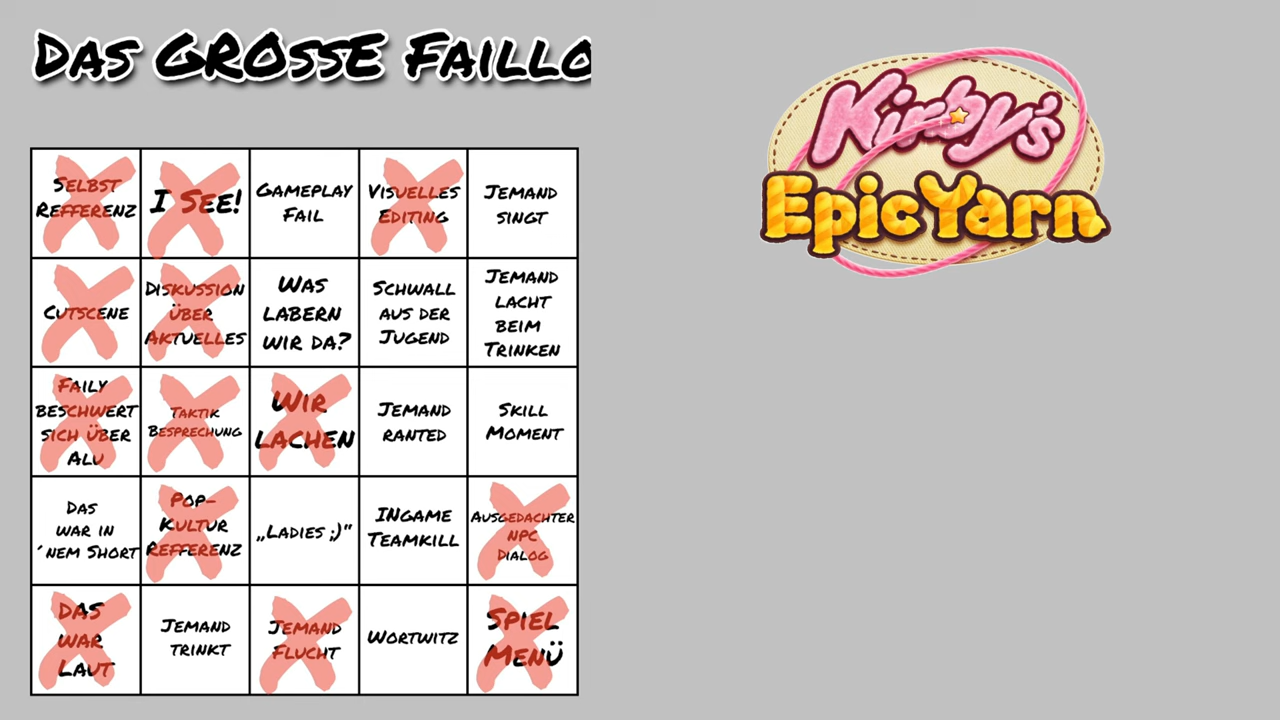 Das GROSSE Faillo
Kirby's
Epic Yarn
Selbst
Refferenz
I See!
Gameplay
Fail
Visuelles
Editing
Jemand
singt
Cutscene
Diskussion
über
Aktuelles
Was
labern
wir da?
Schwall
aus der
Jugend
Jemand
lacht
beim
Trinken
Faily
beschwert
sich über
Alu
Taktik
Besprechung
Wir
lachen
Jemand
ranted
Skill
Moment
Das
war in
´nem Short
Pop-
Kultur
Refferenz
„Ladies ;)“
INgame
Teamkill
Ausgedachter
NPC
Dialog
Das
war
Laut
Jemand
trinkt
Jemand
Flucht
Wortwitz
Spiel
Menü